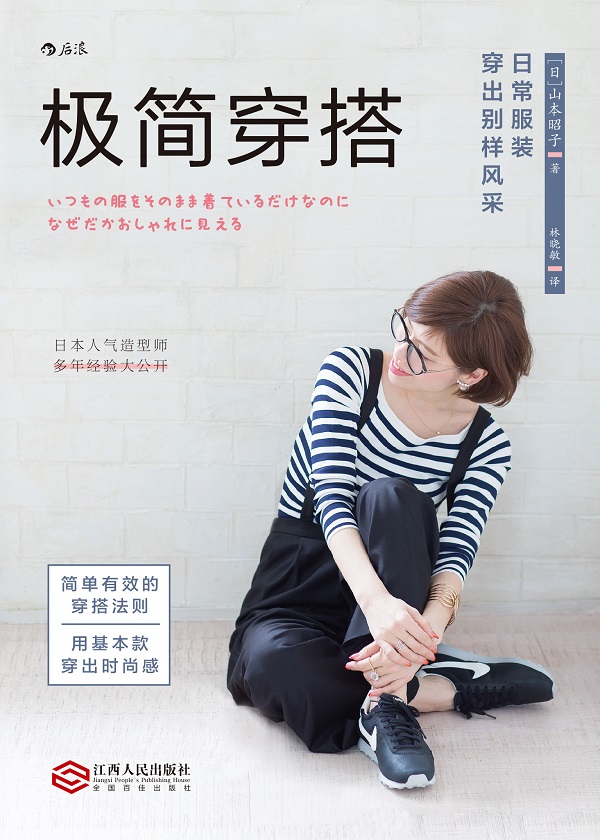 后浪
极简穿搭
日常服装
穿出别样风采
[日]山本昭子 著
林晓敏 译
いつもの服をそのまま着ているだけなのに
なぜだかおしゃれに見える
日本人气造型师
多年经验大公开
简单有效的
穿搭法则
用基本款
穿出时尚感
江西人民出版社
Jiangxi People's Publishing House
全国百佳出版社